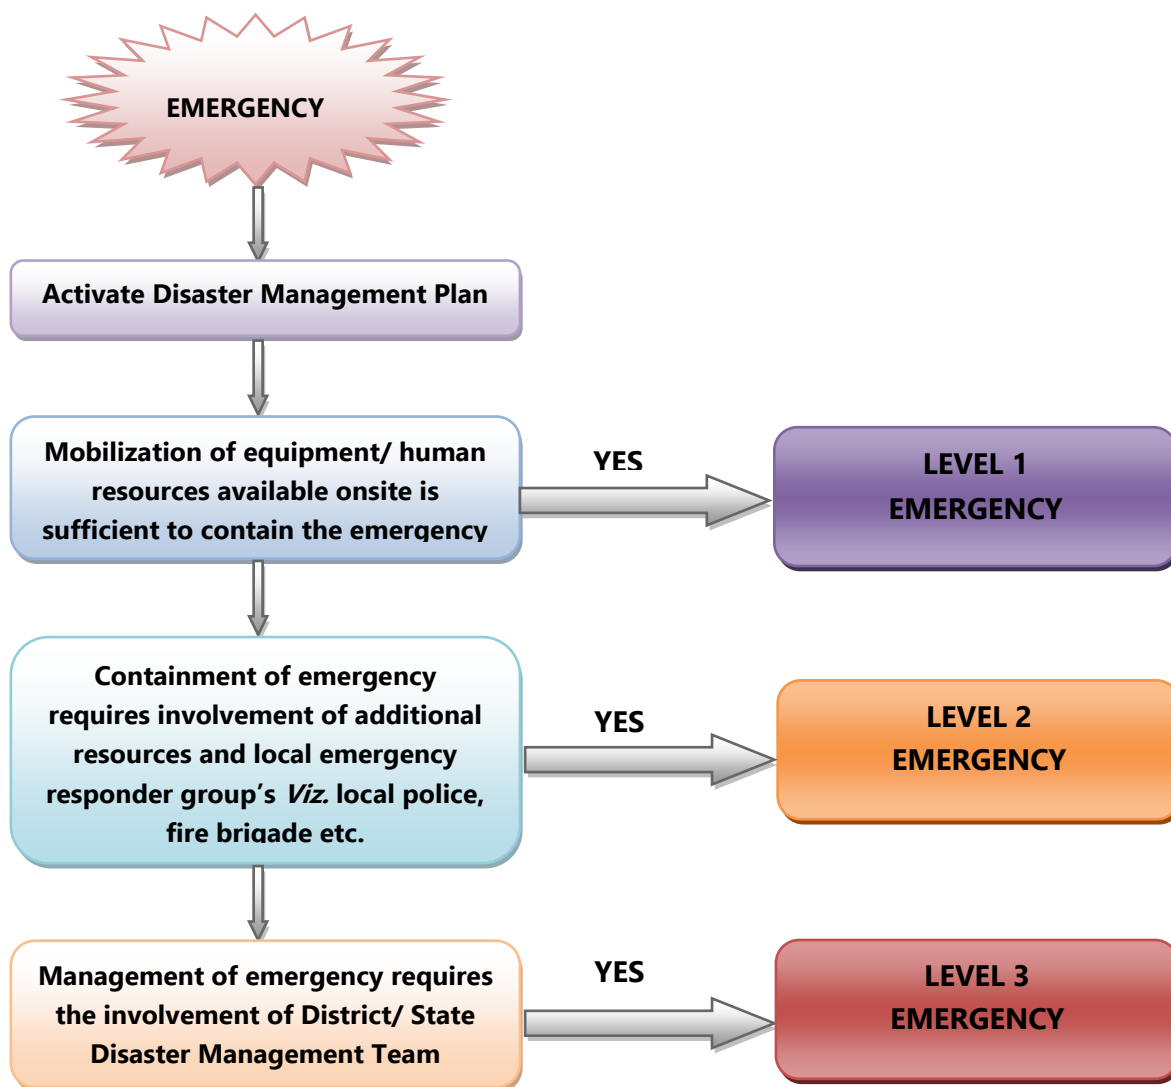 EMERGENCY
Activate Disaster Management Plan
Mobilization of equipment/ human
resources available onsite is
sufficient to contain the emergency
YES
LEVEL 1
EMERGENCY
Containment of emergency
requires involvement of additional
resources and local emergency
responder group's Viz. local police,
fire brigade etc.
YES
LEVEL 2
EMERGENCY
Management of emergency requires
the involvement of District/ State
Disaster Management Team
YES
LEVEL 3
EMERGENCY